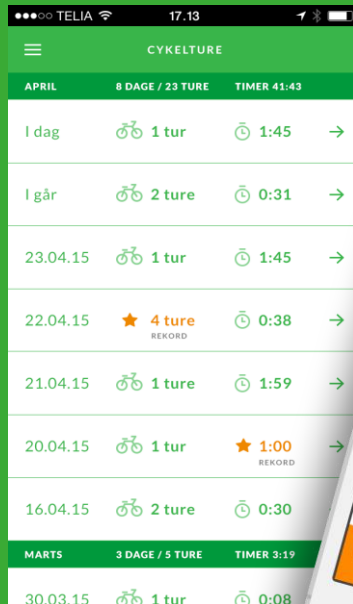 TELIA 17.13
CYKELTURE
APRIL 8 DAGE / 23 TURE TIMER 41:43
I dag 1 tur 1:45
I går 2 ture 0:31
23.04.15 1 tur 1:45
22.04.15 4 ture 0:38
REKORD
21.04.15 1 ture 1:59
20.04.15 1 tur 1:00
REKORD
16.04.15 2 ture 0:30
MARTS 3 DAGE / 5 TURE TIMER 3:19
30.03.15 1 tur 0:08